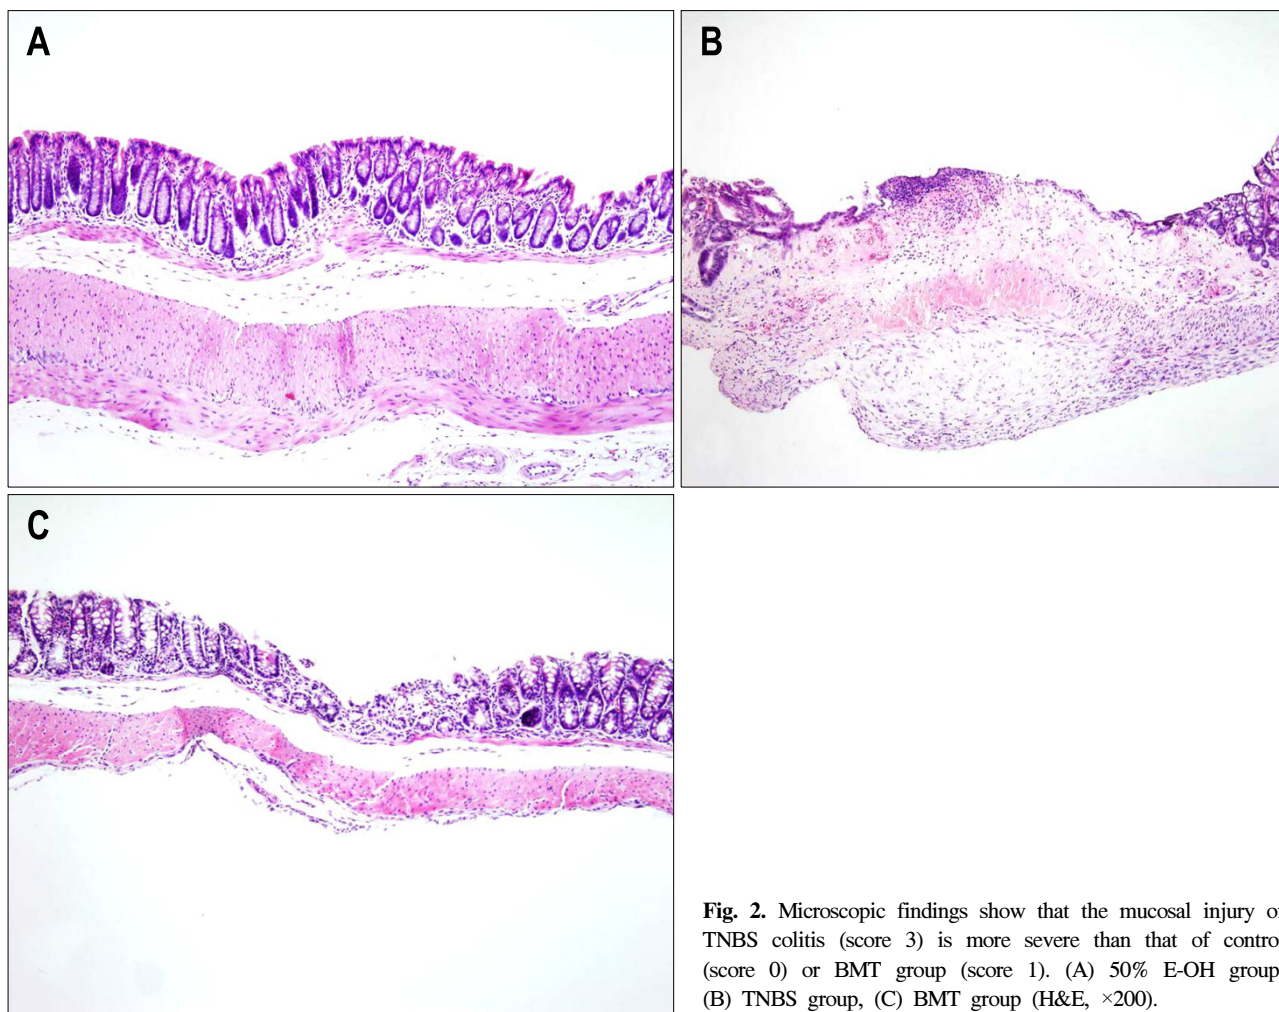 A
B
C
Fig. 2. Microscopic findings show that the mucosal injury of
TNBS colitis (score 3) is more severe than that of contro
(score 0) or BMT group (score 1). (A) 50% E-OH group
(B) TNBS group, (C) BMT group (H&E, ×200).